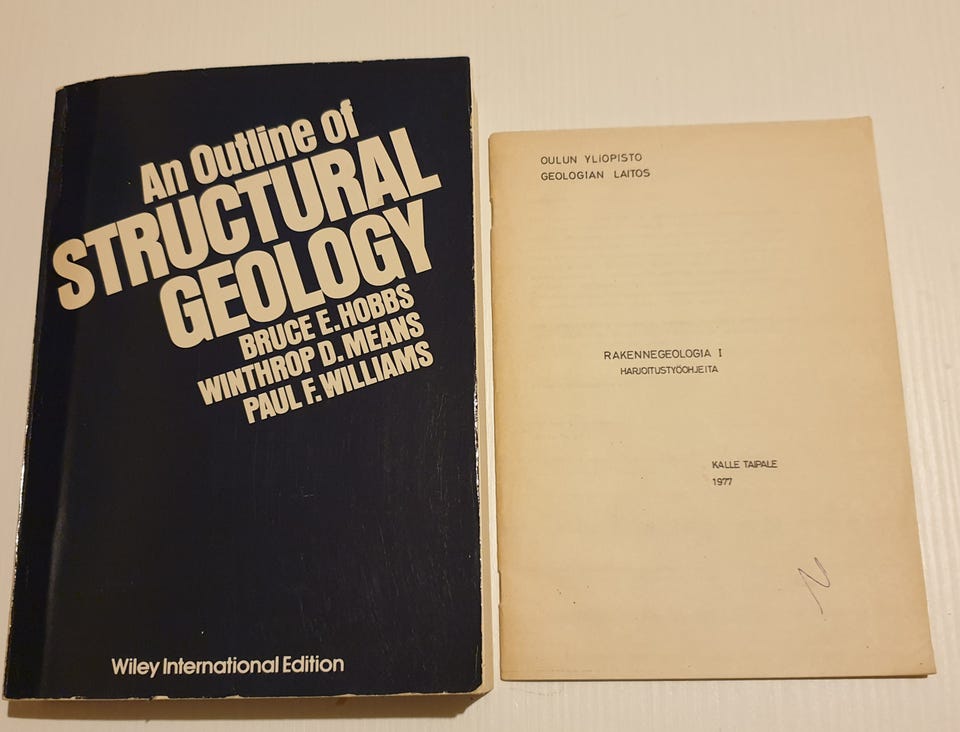 An Outline of
STRUCTURAL
GEOLOGY
BRUCE E. HOBBS
WINTHROP D. MEANS
PAUL F. WILLIAMS
Wiley International Edition
OULUN YLIOPISTO
GEOLOGIAN LAITOS
RAKENNEGEOLOGIA I
HARJOITUSTYÖOHJEITA
KALLE TAIPALE
1977